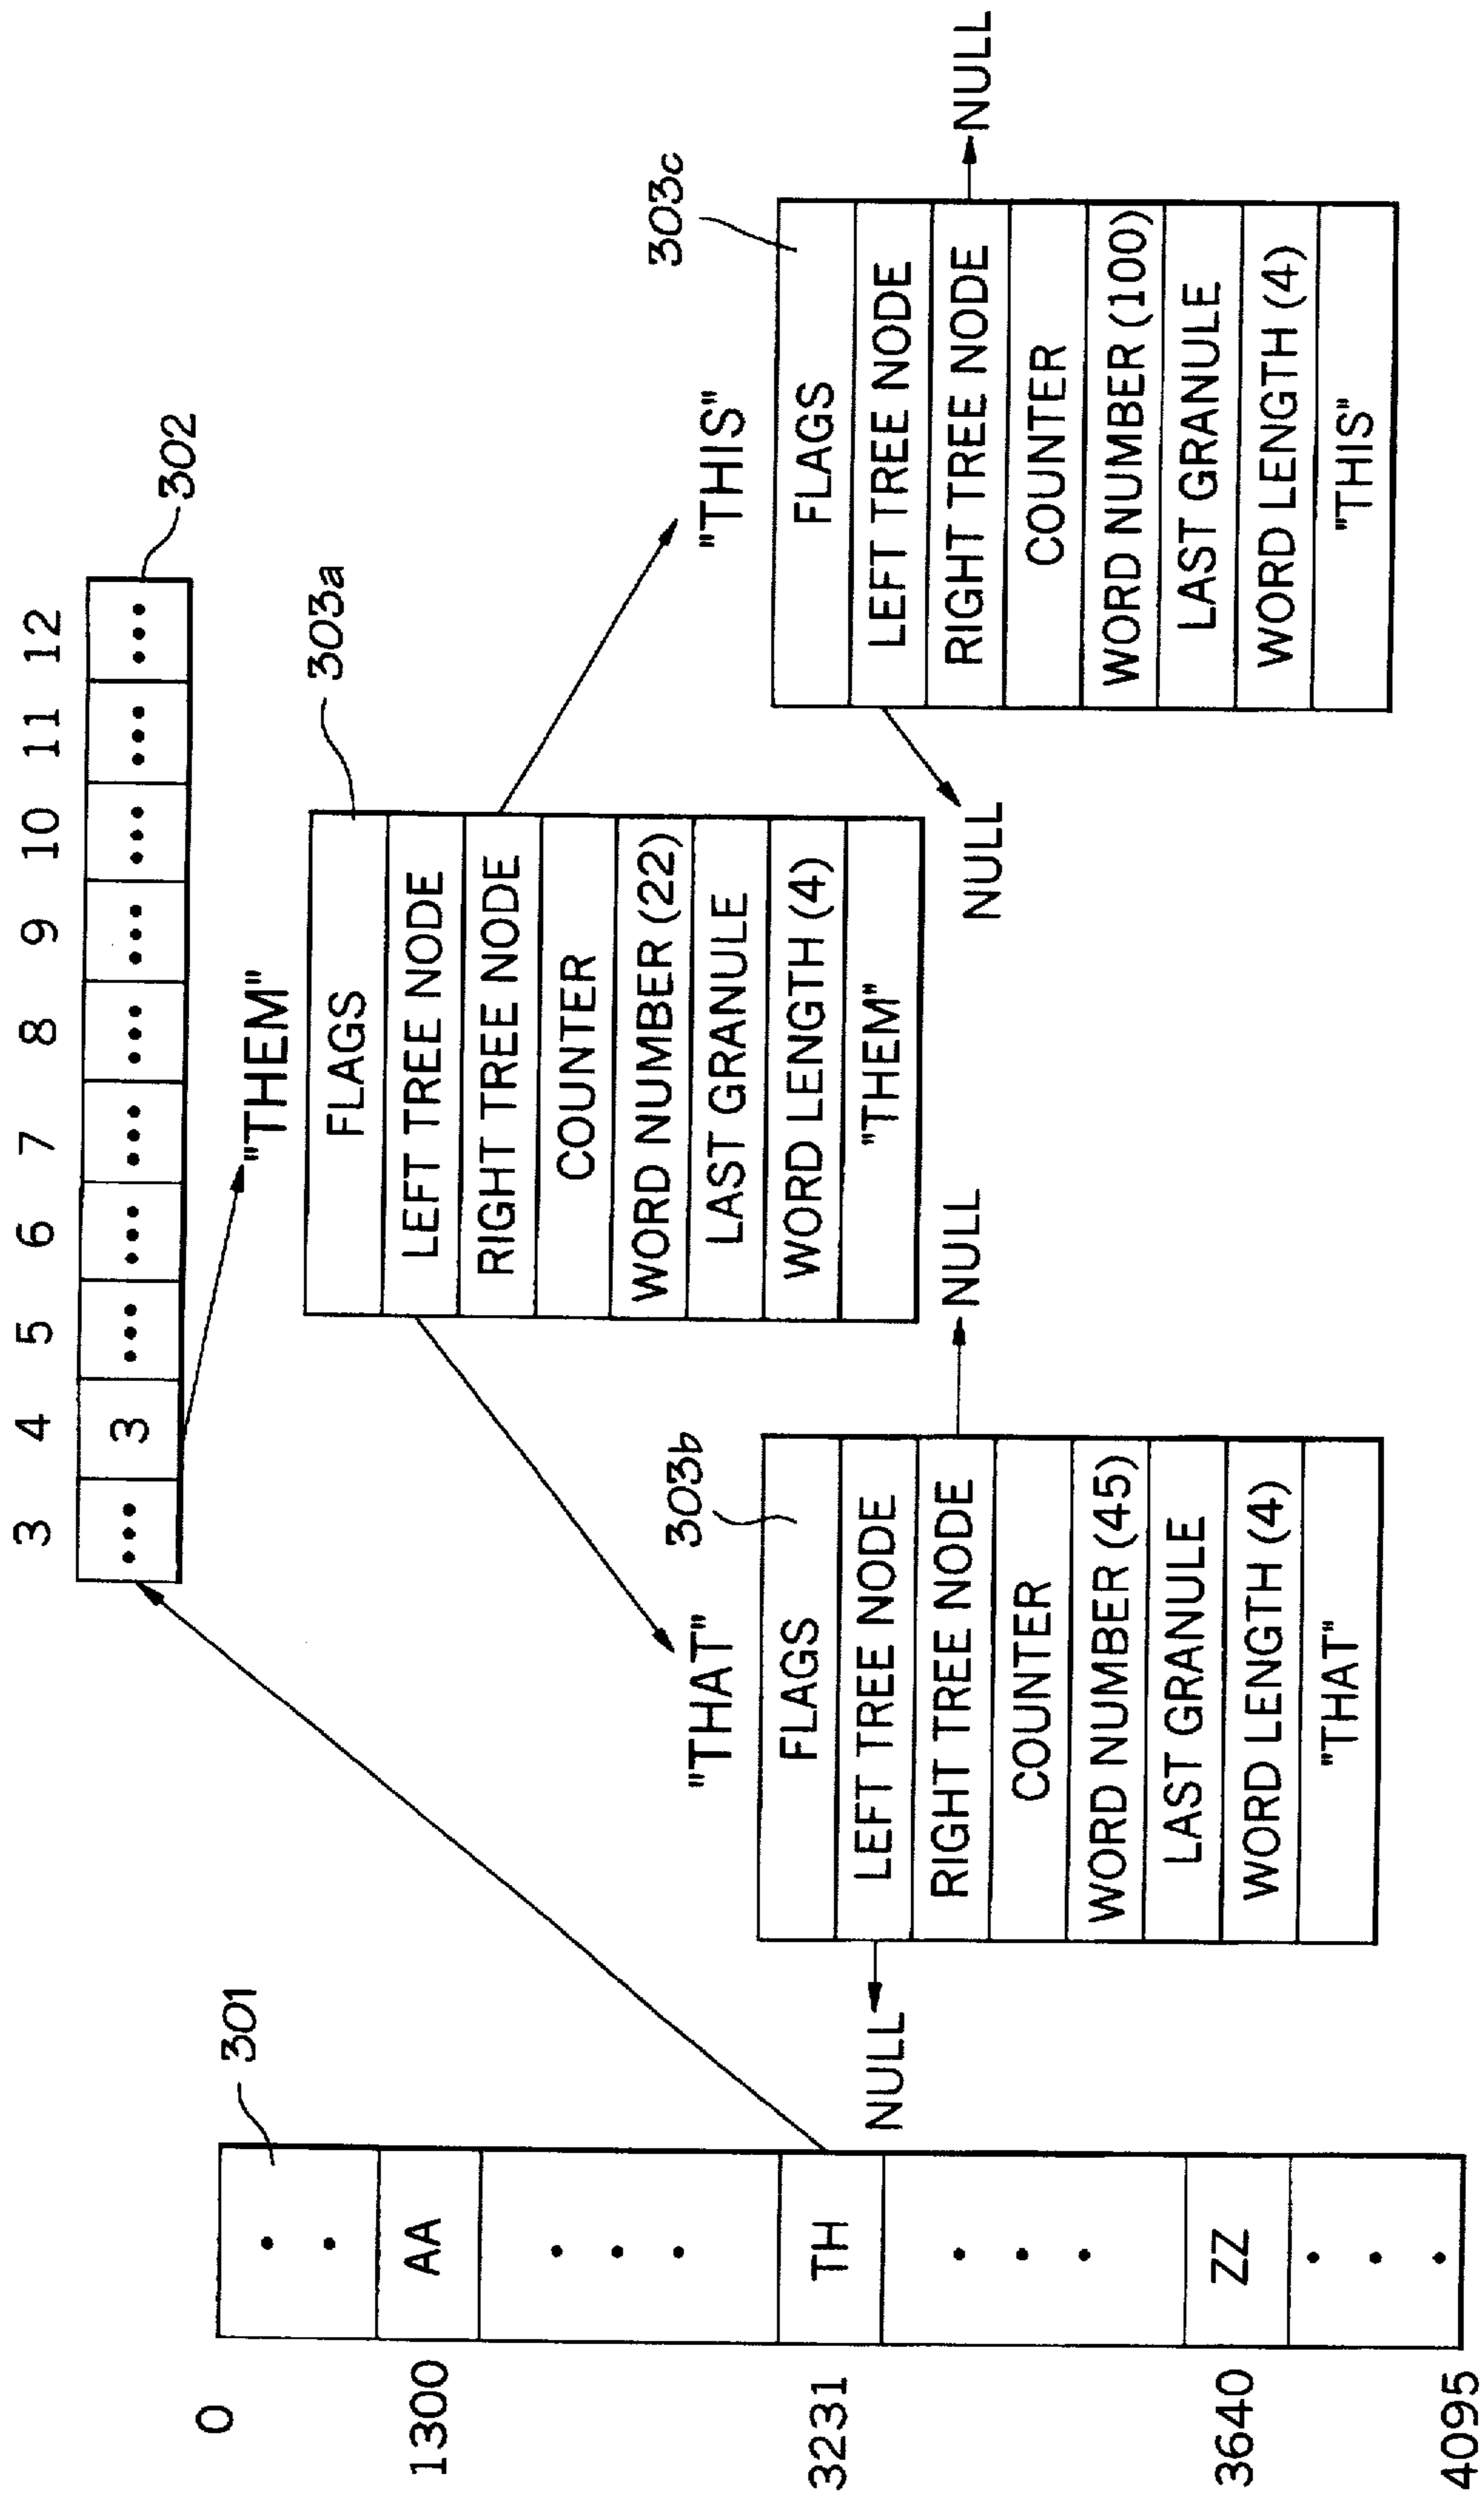 3 4 5 6 7 8 9 10 11 12
3
302
301
0
1300 AA
3231 TH
3640 ZZ
4095
"THEM"
303a
FLAGS
LEFT TREE NODE
RIGHT TREE NODE
COUNTER
WORD NUMBER (22)
LAST GRANULE
WORD LENGTH (4)
"THEM"
"THAT"
303b
FLAGS
LEFT TREE NODE
RIGHT TREE NODE
COUNTER
WORD NUMBER (45)
LAST GRANULE
WORD LENGTH (4)
"THAT"
NULL
NULL
"THIS"
303c
FLAGS
LEFT TREE NODE
RIGHT TREE NODE
COUNTER
WORD NUMBER (100)
LAST GRANULE
WORD LENGTH (4)
"THIS"
NULL
NULL